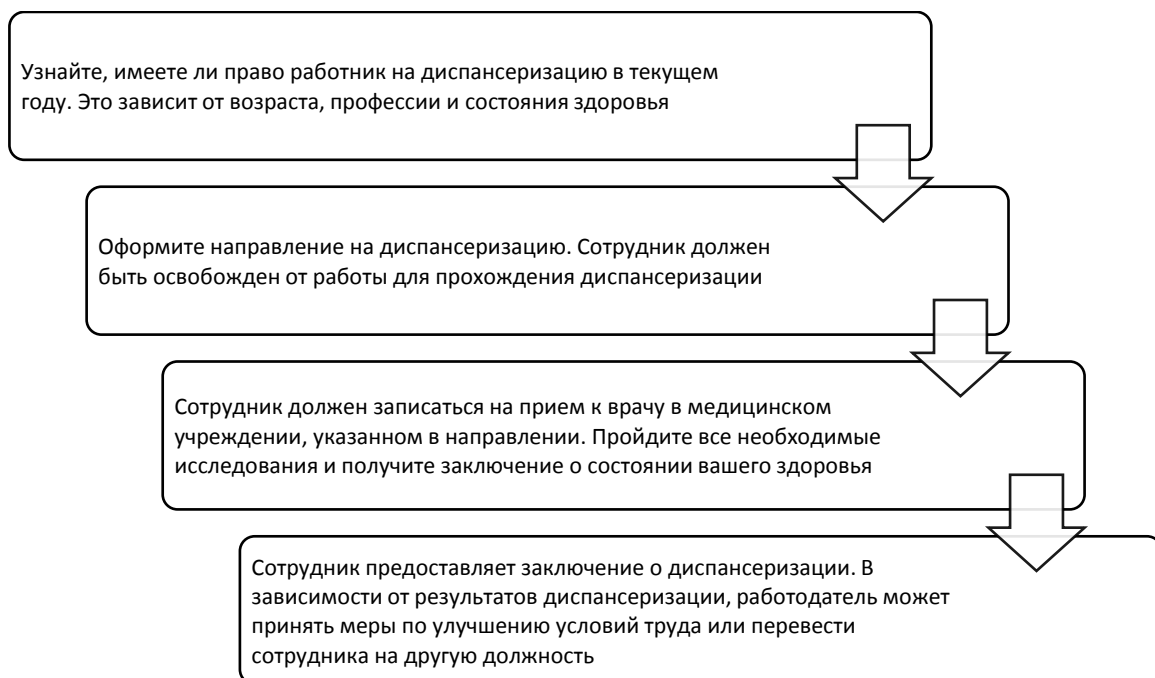 Узнайте, имеете ли право работник на диспансеризацию в текущем
году. Это зависит от возраста, профессии и состояния здоровья
Оформите направление на диспансеризацию. Сотрудник должен
быть освобожден от работы для прохождения диспансеризации
Сотрудник должен записаться на прием к врачу в медицинском
учреждении, указанном в направлении. Пройдите все необходимые
исследования и получите заключение о состоянии вашего здоровья
Сотрудник предоставляет заключение о диспансеризации. В
зависимости от результатов диспансеризации, работодатель может
принять меры по улучшению условий труда или перевести
сотрудника на другую должность